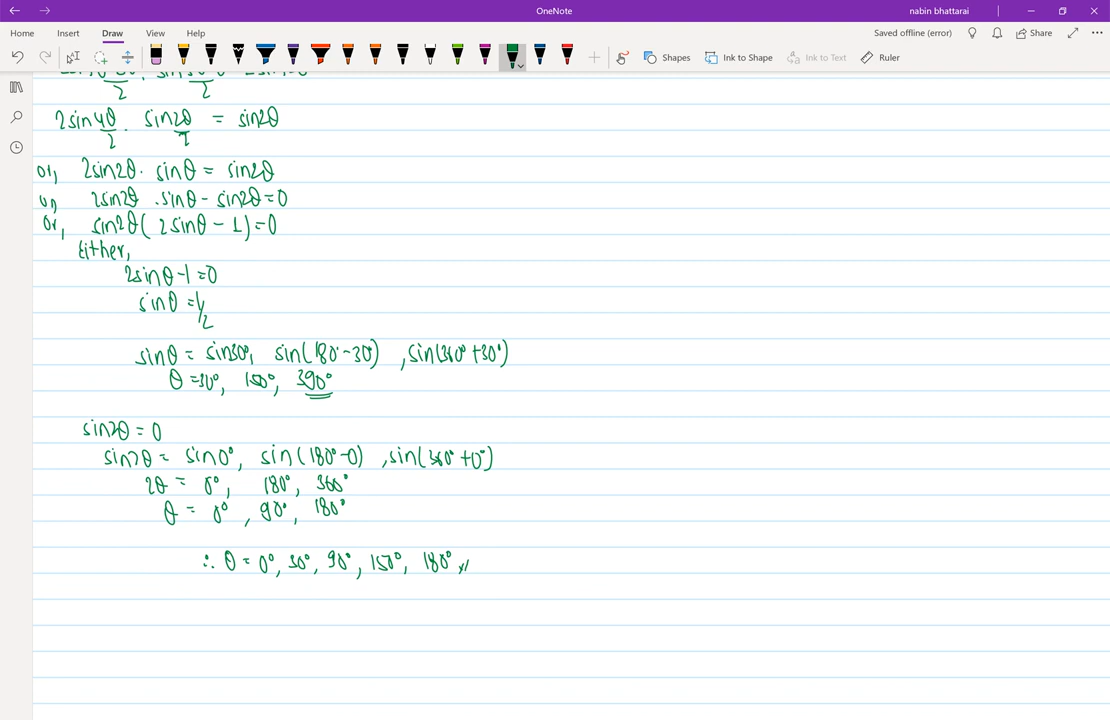 OneNote
nabin bhattarai
Home Insert Draw View Help
Saved offline (error) Share
Shapes Ink to Shape Ink to Text Ruler
2sin4θ/2 . sin2θ/2 = sin2θ
or, 2sin2θ. sinθ = sin2θ
or, 2sin2θ .sinθ - sin2θ=0
Or, sin2θ(2sinθ - 1)=0
Either,
2sinθ-1=0
sinθ =1/2
sinθ = sin30°, sin(180°-30°) , sin(360°+30°)
θ =30°, 150°, 390°
sin2θ = 0
sin2θ = sin0°, sin(180°-0) , sin(360°+0°)
2θ = 0°, 180°, 360°
θ = 0°, 90°, 180°
∴ θ = 0°, 30°, 90°, 150°, 180°